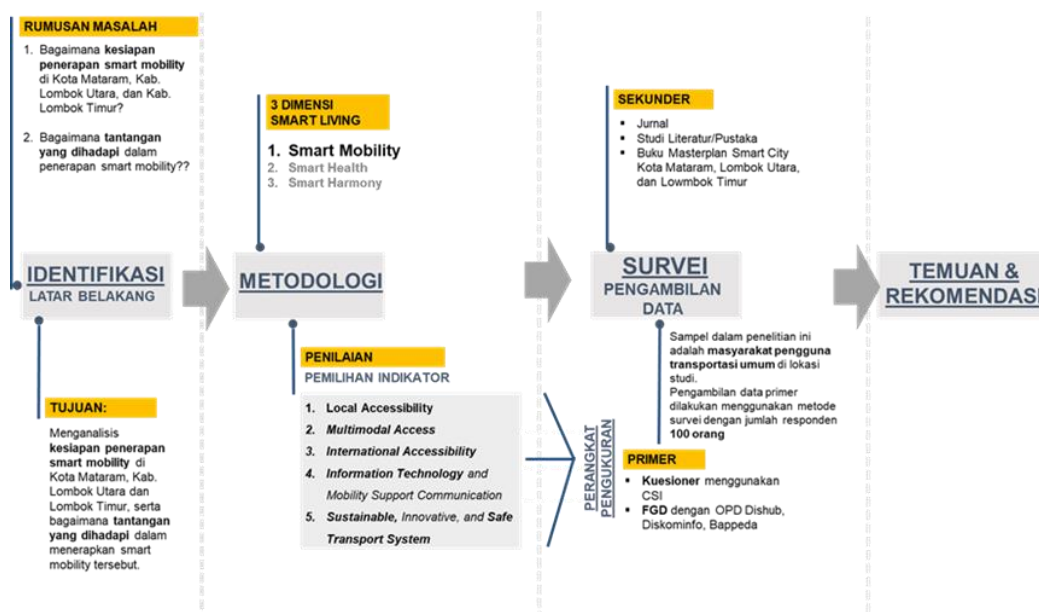 RUMUSAN MASALAH
1. Bagaimana kesiapan
penerapan smart mobility
di Kota Mataram, Kab.
Lombok Utara, dan Kab.
Lombok Timur?
2. Bagaimana tantangan
yang dihadapi dalam
penerapan smart mobility??
IDENTIFIKASI
LATAR BELAKANG
TUJUAN:
Menganalisis
kesiapan penerapan
smart mobility di
Kota Mataram, Kab.
Lombok Utara dan
Lombok Timur, serta
bagaimana tantangan
yang dihadapi dalam
menerapkan smart
mobility tersebut.
3 DIMENSI
SMART LIVING
1. Smart Mobility
2. Smart Health
3. Smart Harmony
METODOLOGI
PENILAIAN
PEMILIHAN INDIKATOR
1. Local Accessibility
2. Multimodal Access
3. International Accessibility
4. Information Technology and
Mobility Support Communication
5. Sustainable, Innovative, and Safe
Transport System
PERANGKAT
PENGUKURAN
SEKUNDER
▪ Jurnal
▪ Studi Literatur/Pustaka
▪ Buku Masterplan Smart City
Kota Mataram, Lombok Utara,
dan Lowmbok Timur
SURVEI
PENGAMBILAN
DATA
Sampel dalam penelitian ini
adalah masyarakat pengguna
transportasi umum di lokasi
studi.
Pengambilan data primer
dilakukan menggunakan metode
survei dengan jumlah responden
100 orang
PRIMER
▪ Kuesioner menggunakan
CSI
▪ FGD dengan OPD Dishub,
Diskominfo, Bappeda
TEMUAN &
REKOMENDASI